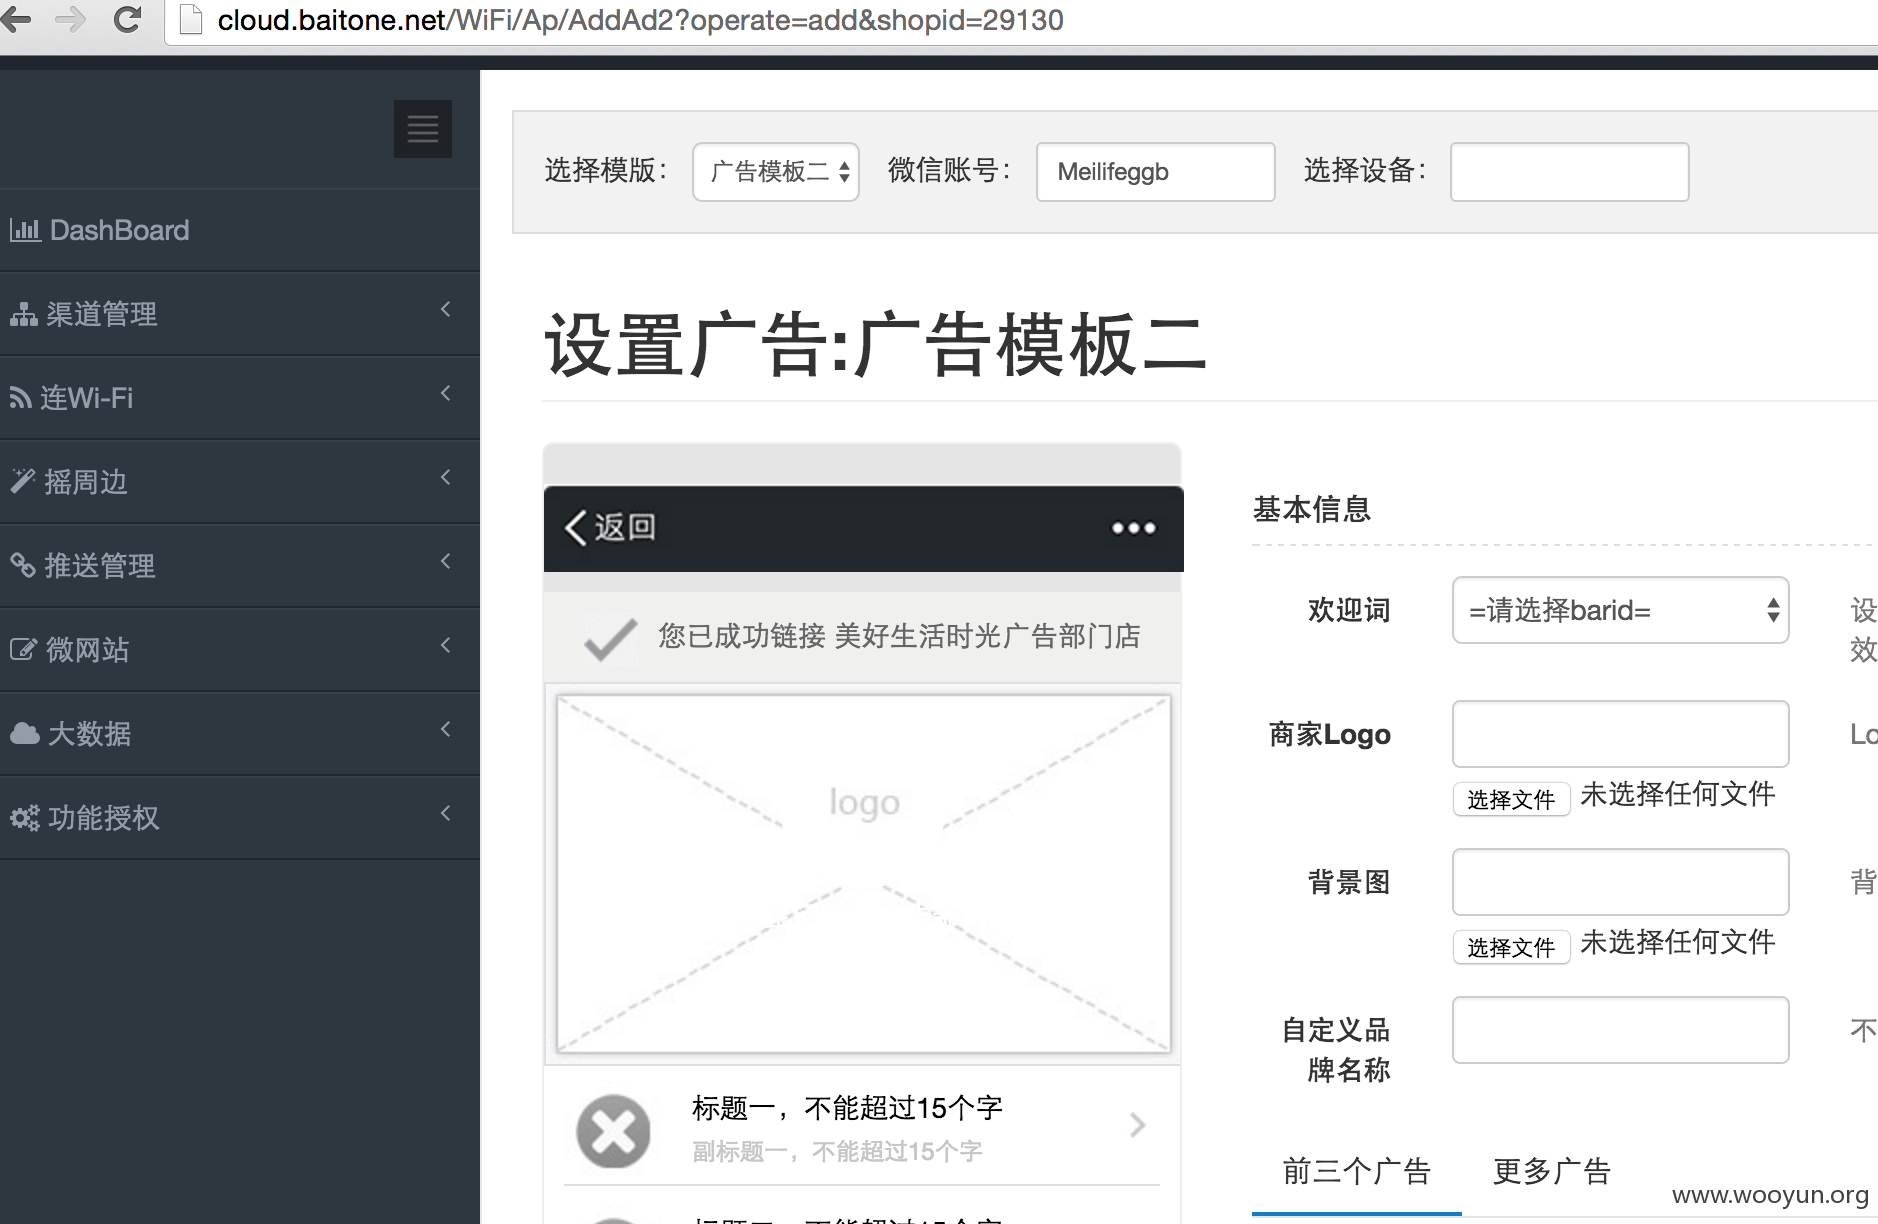 cloud.baitone.net/WiFi/Ap/AddAd2?operate=add&shopid=29130
选择模版： 广告模板二 微信账号： Meilifeggb 选择设备：
DashBoard
渠道管理
连Wi-Fi
摇周边
推送管理
微网站
大数据
功能授权
设置广告:广告模板二
返回
您已成功链接 美好生活时光广告部门店
logo
标题一，不能超过15个字
副标题一，不能超过15个字
基本信息
欢迎词 =请选择barid= 设
效
商家Logo Lo
选择文件 未选择任何文件
背景图 背
选择文件 未选择任何文件
自定义品 不
牌名称
前三个广告 更多广告
www.wooyun.org